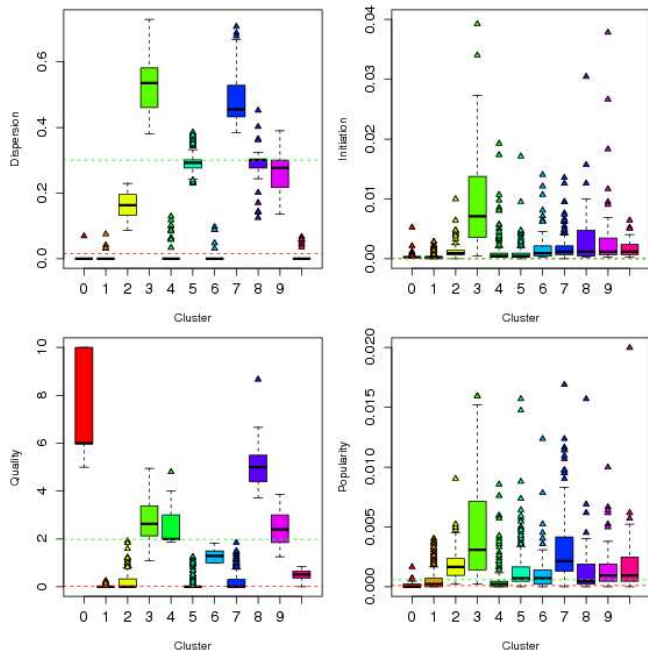 Dispersion
0.0 0.2 0.4 0.6
0 1 2 3 4 5 6 7 8 9
Cluster
Initiation
0.00 0.01 0.02 0.03 0.04
0 1 2 3 4 5 6 7 8 9
Cluster
Quality
0 2 4 6 8 10
0 1 2 3 4 5 6 7 8 9
Cluster
Popularity
0.000 0.005 0.010 0.015 0.020
0 1 2 3 4 5 6 7 8 9
Cluster